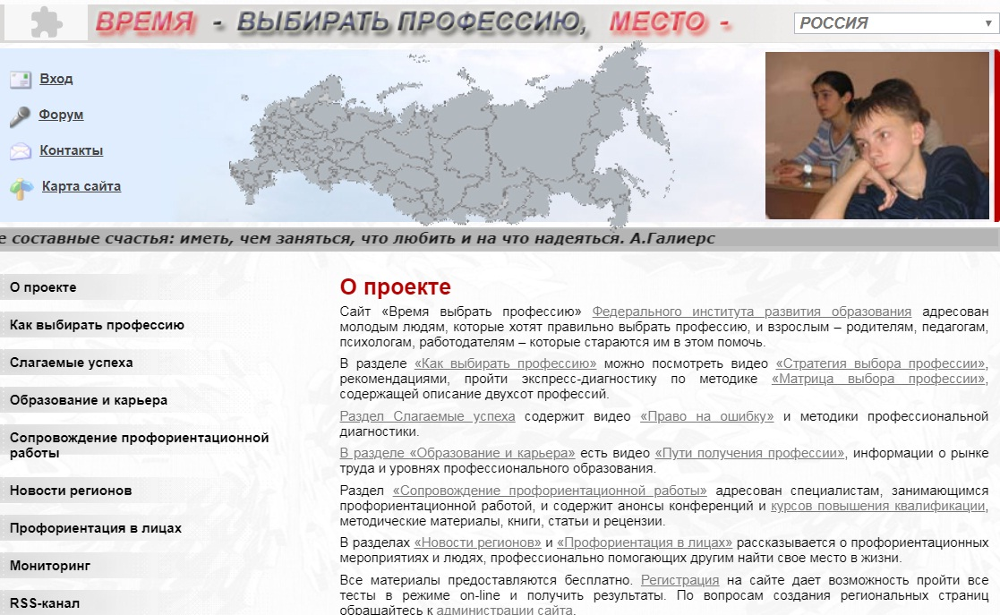 ВРЕМЯ - ВЫБИРАТЬ ПРОФЕССИЮ, МЕСТО -
РОССИЯ
Вход
Форум
Контакты
Карта сайта
е составные счастья: иметь, чем заняться, что любить и на что надеяться. А.Галиерс
О проекте
Как выбирать профессию
Слагаемые успеха
Образование и карьера
Сопровождение профориентационной
работы
Новости регионов
Профориентация в лицах
Мониторинг
RSS-канал
О проекте
Сайт «Время выбрать профессию» Федерального института развития образования адресован
молодым людям, которые хотят правильно выбрать профессию, и взрослым – родителям, педагогам,
психологам, работодателям – которые стараются им в этом помочь.
В разделе «Как выбирать профессию» можно посмотреть видео «Стратегия выбора профессии»,
рекомендациями, пройти экспресс-диагностику по методике «Матрица выбора профессии»,
содержащей описание двухсот профессий.
Раздел Слагаемые успеха содержит видео «Право на ошибку» и методики профессиональной
диагностики.
В разделе «Образование и карьера» есть видео «Пути получения профессии», информации о рынке
труда и уровнях профессионального образования.
Раздел «Сопровождение профориентационной работы» адресован специалистам, занимающимся
профориентационной работой, и содержит анонсы конференций и курсов повышения квалификации,
методические материалы, книги, статьи и рецензии.
В разделах «Новости регионов» и «Профориентация в лицах» рассказывается о профориентационных
мероприятиях и людях, профессионально помогающих другим найти свое место в жизни.
Все материалы предоставляются бесплатно. Регистрация на сайте дает возможность пройти все
тесты в режиме on-line и получить результаты. По вопросам создания региональных страниц
обращайтесь к администрации сайта.